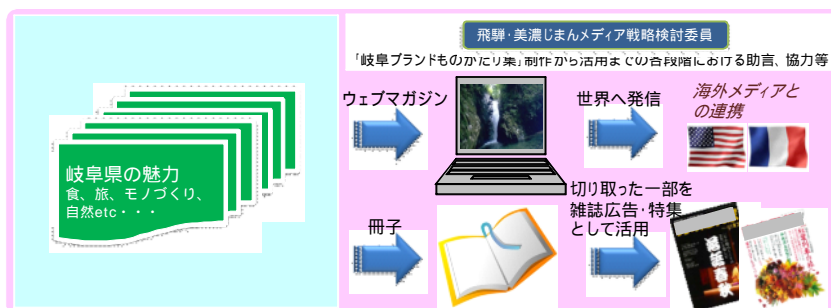 飛騨・美濃じまんメディア戦略検討委員
「岐阜ブランドものがたり集」制作から活用までの各段階における助言、協力等
ウェブマガジン
世界へ発信
海外メディアと
の連携
岐阜県の魅力
食、旅、モノづくり、
自然etc・・・
冊子
切り取った一部を
雑誌広告・特集
として活用